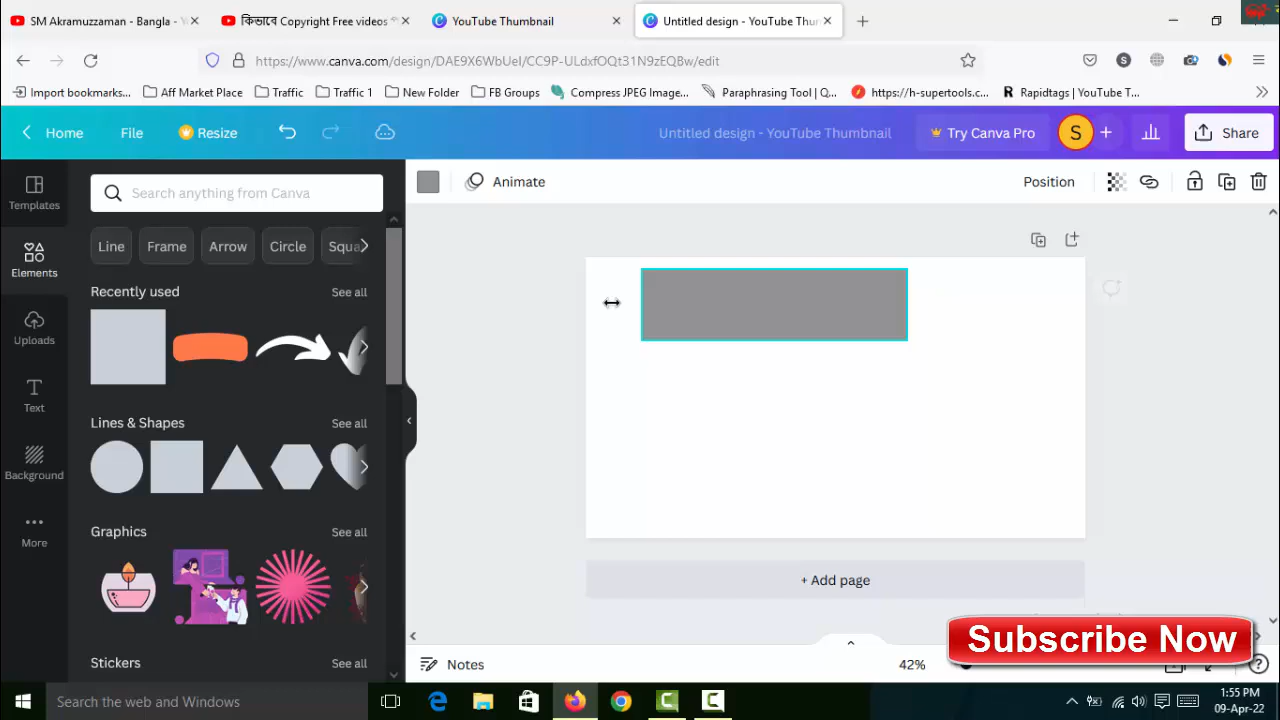 SM Akramuzzaman - Bangla -
কিভাবে Copyright Free videos
YouTube Thumbnail
Untitled design - YouTube Thum
https://www.canva.com/design/DAE9X6WbUeI/CC9P-ULdxfOQt31N9zEQBw/edit
Import bookmarks...
Aff Market Place
Traffic
Traffic 1
New Folder
FB Groups
Compress JPEG Image...
Paraphrasing Tool | Q...
https://h-supertools.c...
Rapidtags | YouTube T...
Home
File
Resize
Untitled design - YouTube Thumbnail
Try Canva Pro
S
Share
Templates
Elements
Uploads
Text
Background
More
Search anything from Canva
Line
Frame
Arrow
Circle
Squa
Recently used
See all
Lines & Shapes
See all
Graphics
See all
Stickers
See all
Animate
Position
+ Add page
Notes
42%
Subscribe Now
Search the web and Windows
1:55 PM
09-Apr-22